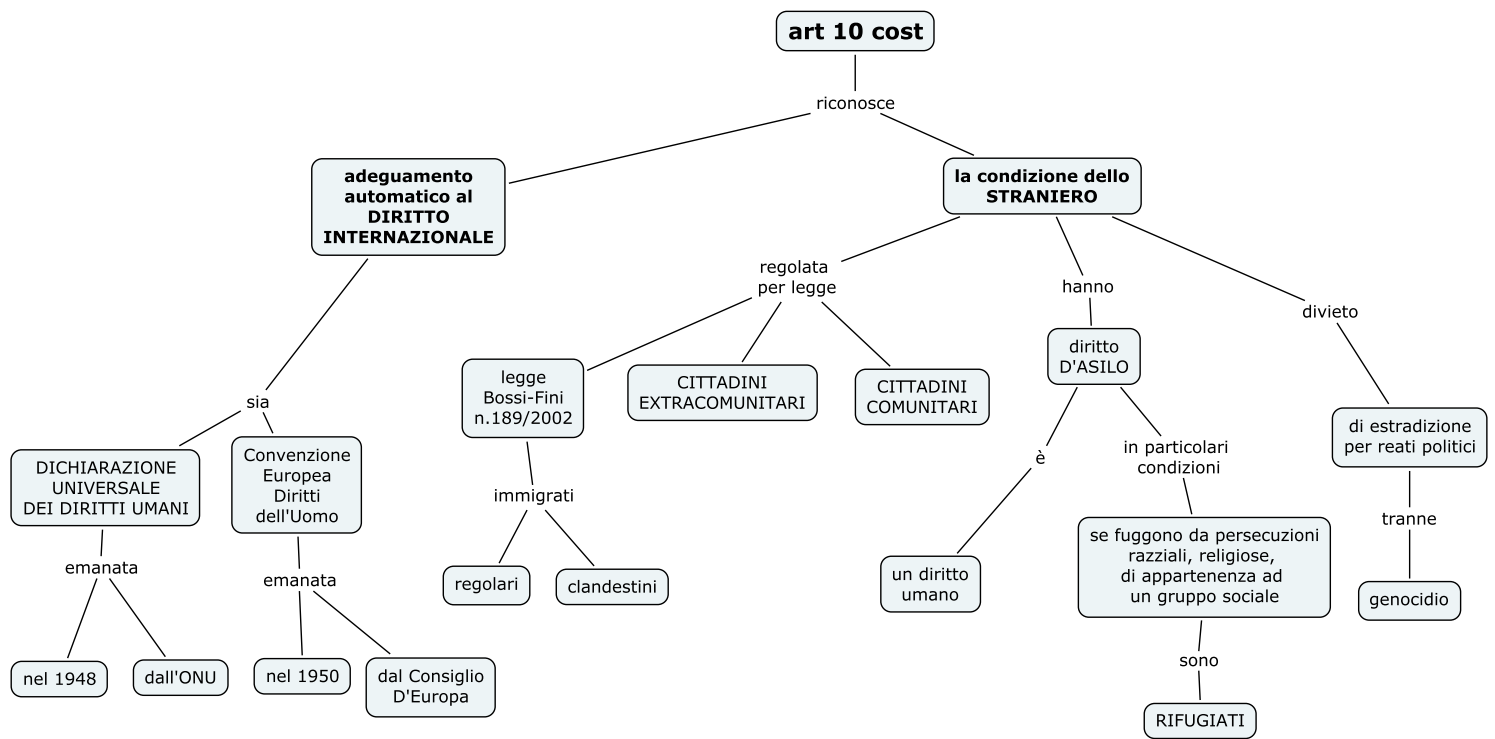 art 10 cost
riconosce
adeguamento
automatico al
DIRITTO
INTERNAZIONALE
la condizione dello
STRANIERO
regolata
per legge
hanno
divieto
diritto
D'ASILO
legge
Bossi-Fini
n.189/2002
CITTADINI
EXTRACOMUNITARI
CITTADINI
COMUNITARI
sia
di estradizione
per reati politici
DICHIARAZIONE
UNIVERSALE
DEI DIRITTI UMANI
Convenzione
Europea
Diritti
dell'Uomo
immigrati
è
in particolari
condizioni
tranne
emanata
emanata
regolari
clandestini
un diritto
umano
se fuggono da persecuzioni
razziali, religiose,
di appartenenza ad
un gruppo sociale
genocidio
nel 1948
dall'ONU
nel 1950
dal Consiglio
D'Europa
sono
RIFUGIATI